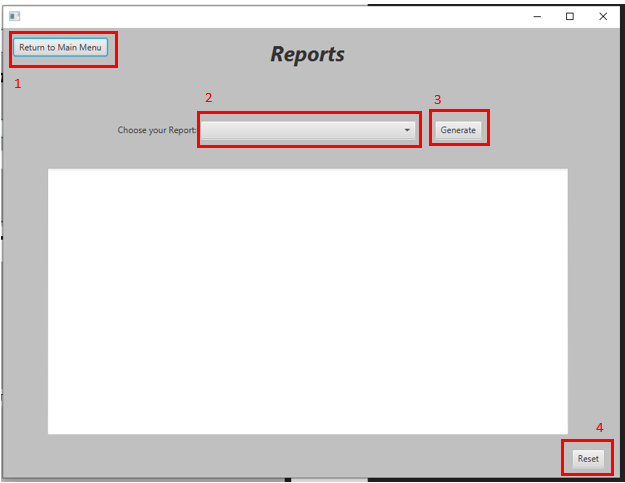 Return to Main Menu
Reports
1
2
3
Choose your Report:
Generate
4
Reset